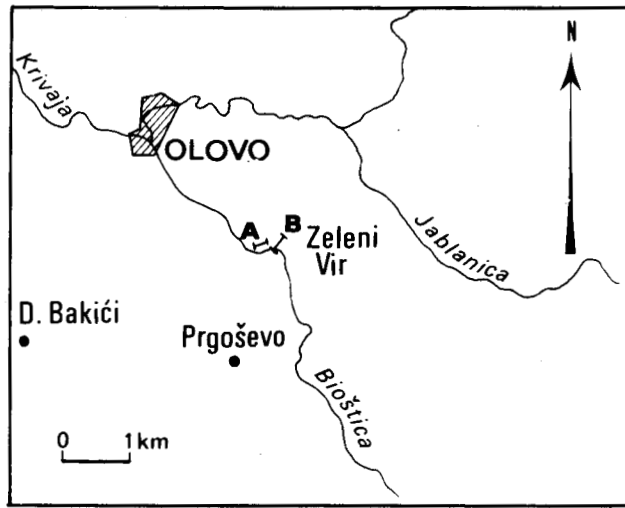 N
Krivaja
OLOVO
A B
Zeleni
Vir
Jablanica
D. Bakići
Prgoševo
Bioštica
0 1 km